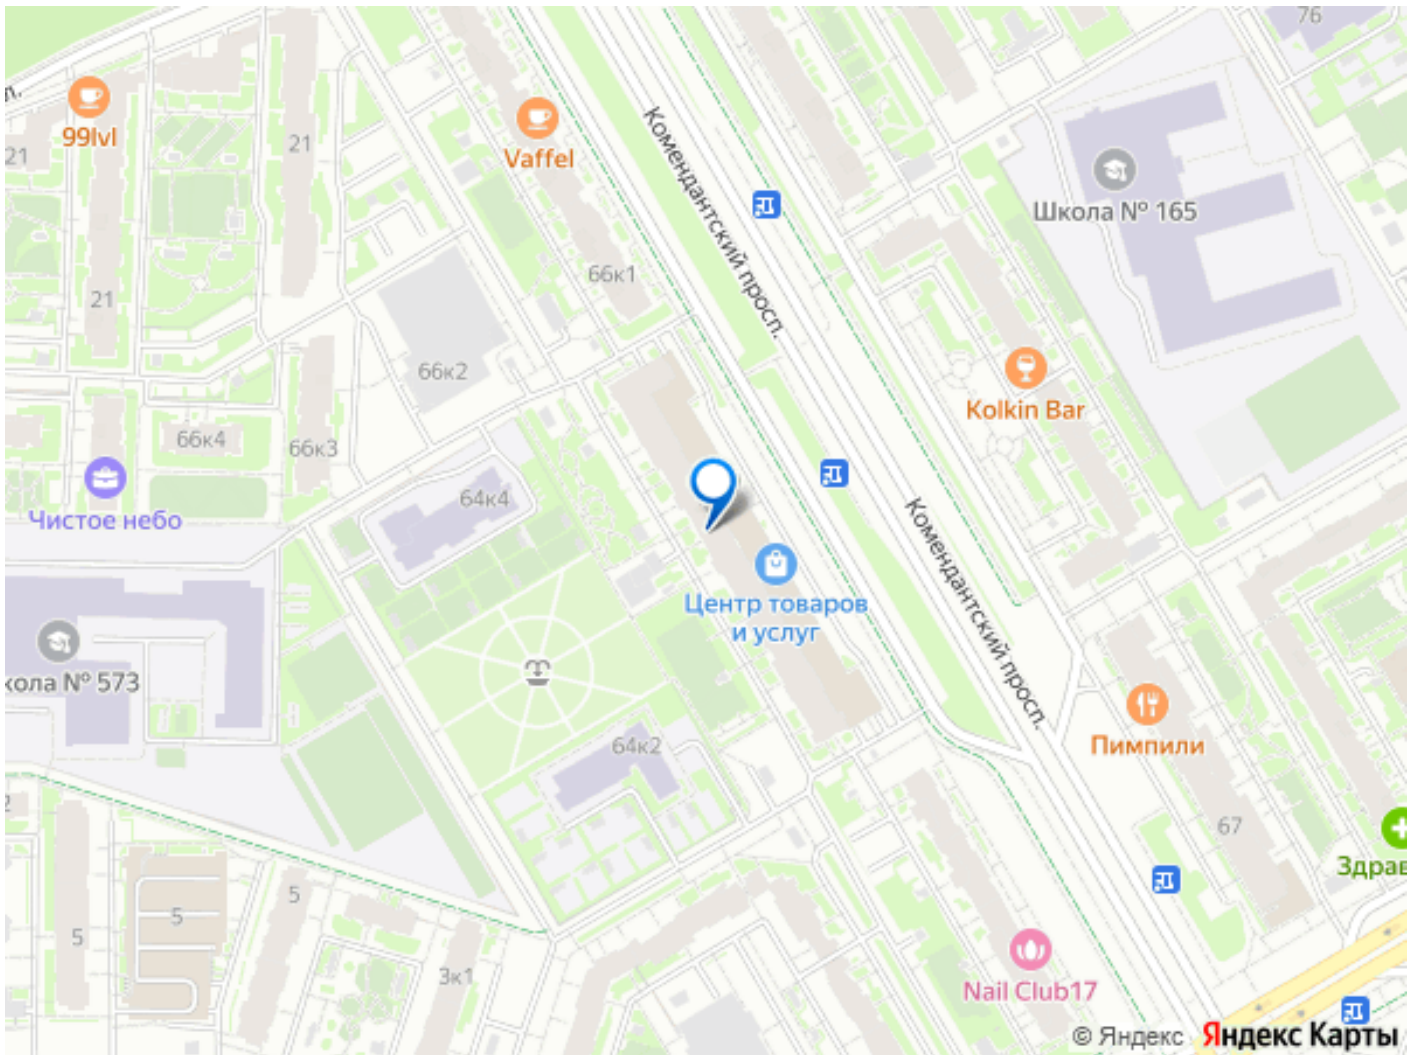 76
99lvl
21
21
Vaffel
Комендантский просп.
Школа № 165
66к1
21
66к2
Kolkin Bar
66к4
66к3
64к4
Чистое небо
Комендантский просп.
Центр товаров
и услуг
кола № 573
64к2
Пимпили
2
67
Здрав
5
5
5
3к1
Nail Club17
© Яндекс Яндекс Карты